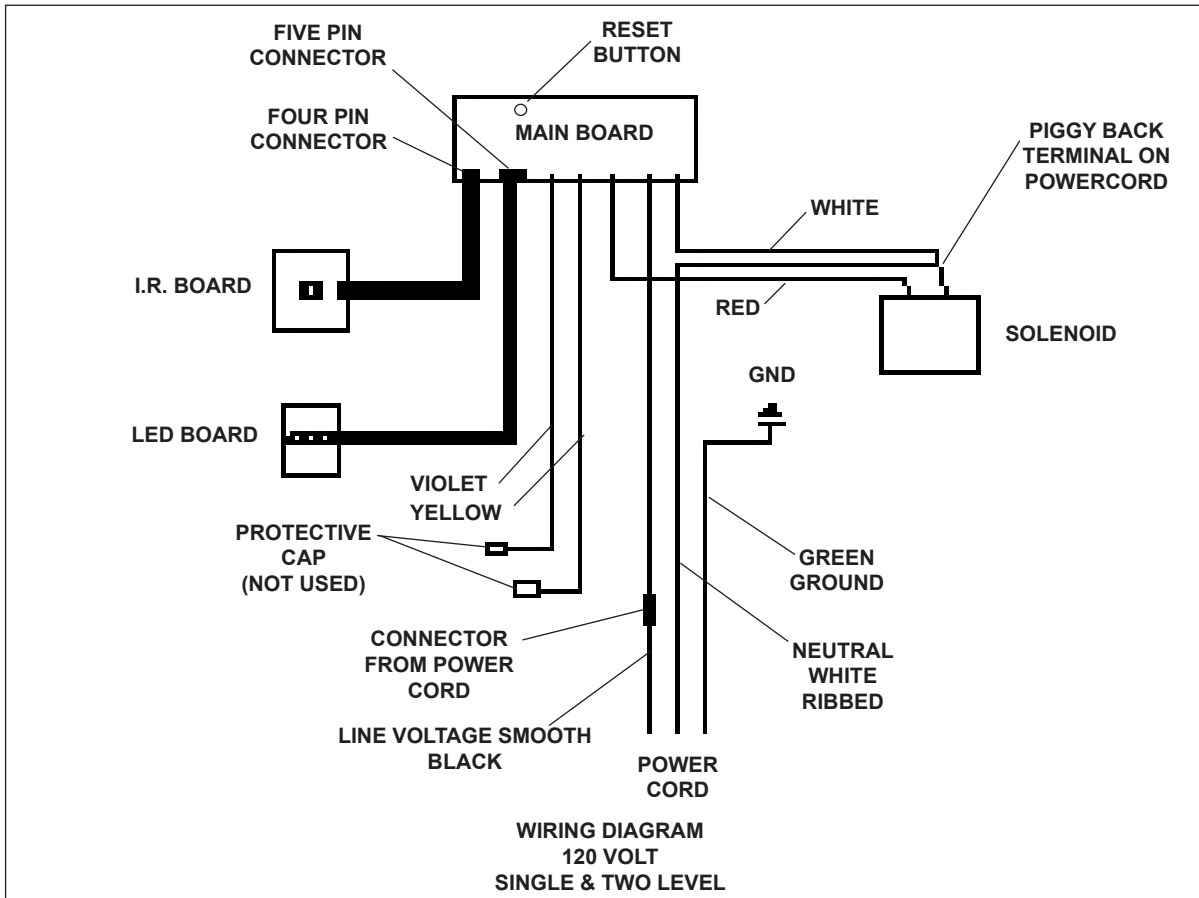 FIVE PIN
CONNECTOR
RESET
BUTTON
FOUR PIN
CONNECTOR
MAIN BOARD
PIGGY BACK
TERMINAL ON
POWERCORD
WHITE
I.R. BOARD
RED
SOLENOID
GND
LED BOARD
VIOLET
YELLOW
PROTECTIVE
CAP
(NOT USED)
GREEN
GROUND
CONNECTOR
FROM POWER
CORD
NEUTRAL
WHITE
RIBBED
LINE VOLTAGE SMOOTH
BLACK
POWER
CORD
WIRING DIAGRAM
120 VOLT
SINGLE & TWO LEVEL